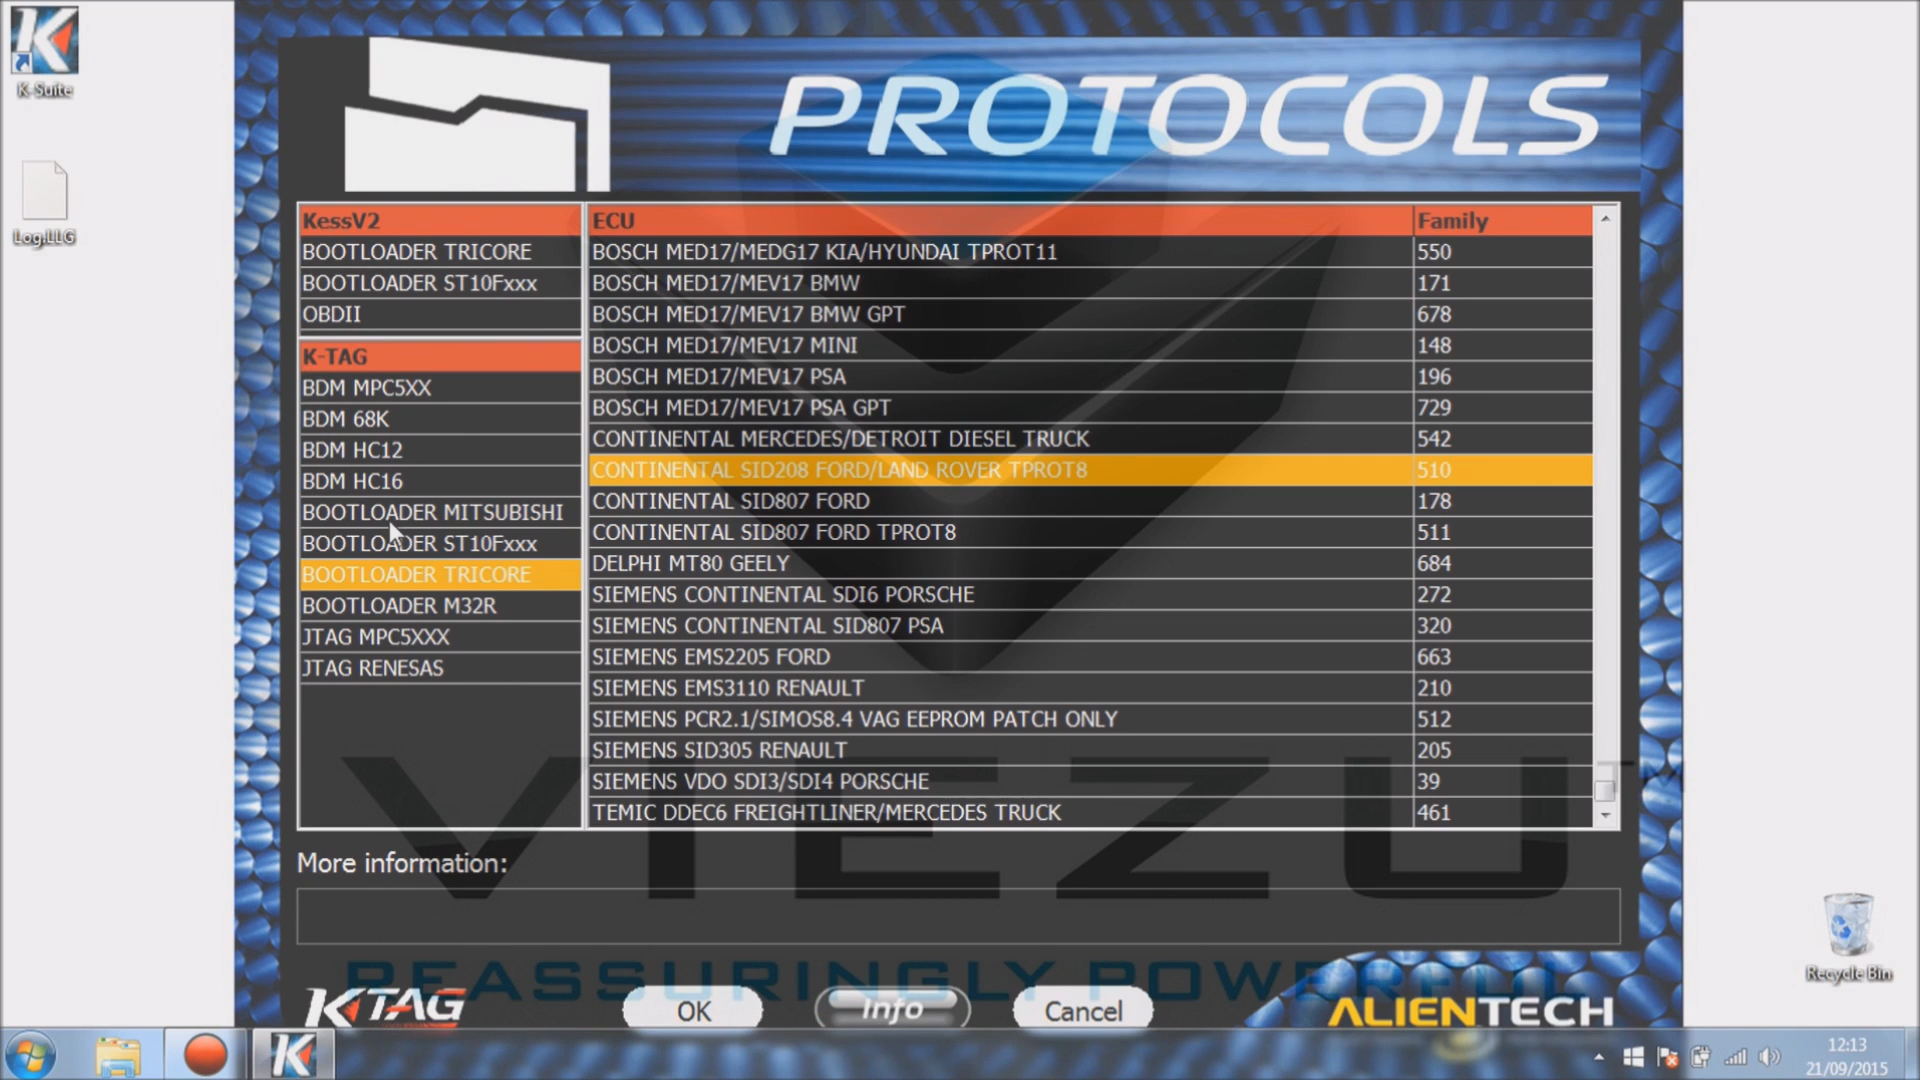 K-Suite
Log.LLG
PROTOCOLS
KessV2
BOOTLOADER TRICORE
BOOTLOADER ST10Fxxx
OBDII
K-TAG
BDM MPC5XX
BDM 68K
BDM HC12
BDM HC16
BOOTLOADER MITSUBISHI
BOOTLOADER ST10Fxxx
BOOTLOADER TRICORE
BOOTLOADER M32R
JTAG MPC5XXX
JTAG RENESAS
ECU Family
BOSCH MED17/MEDG17 KIA/HYUNDAI TPROT11 550
BOSCH MED17/MEV17 BMW 171
BOSCH MED17/MEV17 BMW GPT 678
BOSCH MED17/MEV17 MINI 148
BOSCH MED17/MEV17 PSA 196
BOSCH MED17/MEV17 PSA GPT 729
CONTINENTAL MERCEDES/DETROIT DIESEL TRUCK 542
CONTINENTAL SID208 FORD/LAND ROVER TPROT8 510
CONTINENTAL SID807 FORD 178
CONTINENTAL SID807 FORD TPROT8 511
DELPHI MT80 GEELY 684
SIEMENS CONTINENTAL SDI6 PORSCHE 272
SIEMENS CONTINENTAL SID807 PSA 320
SIEMENS EMS2205 FORD 663
SIEMENS EMS3110 RENAULT 210
SIEMENS PCR2.1/SIMOS8.4 VAG EEPROM PATCH ONLY 512
SIEMENS SID305 RENAULT 205
SIEMENS VDO SDI3/SDI4 PORSCHE 39
TEMIC DDEC6 FREIGHTLINER/MERCEDES TRUCK 461
VIEZU™
More information:
REASSURINGLY POWERFUL
KTAG
OK
Info
Cancel
ALIENTECH
Recycle Bin
12:13
21/09/2015